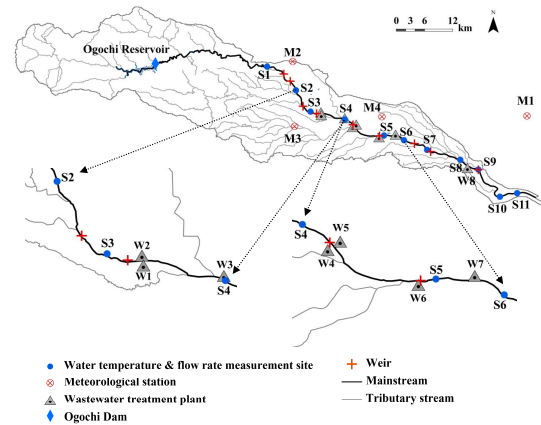 0 3 6 12
km
N
Ogochi Reservoir
M2
S1
M1
S2
S3
S4
M4
M3
S5
S6
S7
S8
S9
W8
S10
S11
S2
S3
W2
W1
W3
S4
S4
W5
W4
S5
W7
W6
S6
Water temperature & flow rate measurement site
Meteorological station
Wastewater treatment plant
Ogochi Dam
Weir
Mainstream
Tributary stream